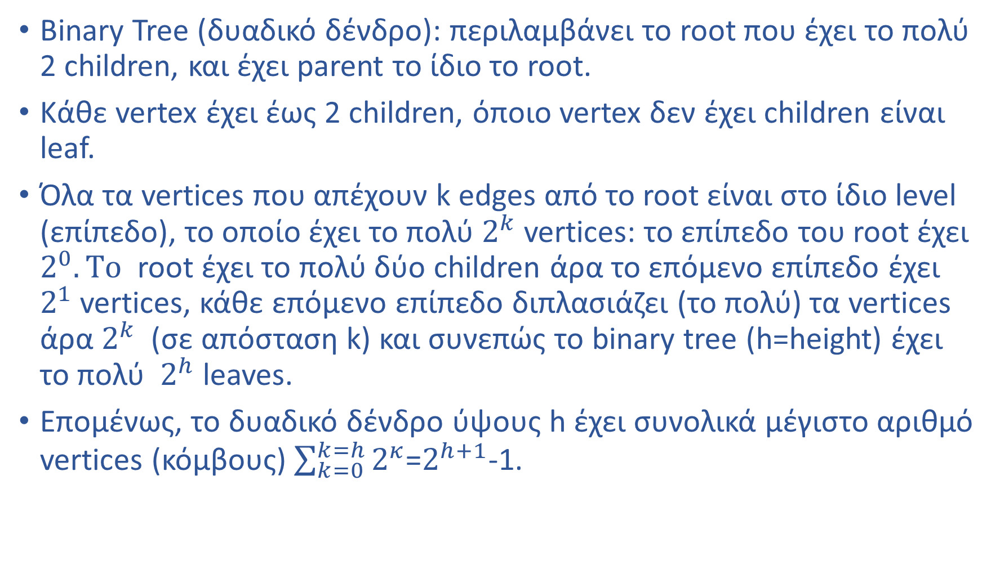 • Binary Tree (δυαδικό δένδρο): περιλαμβάνει το root που έχει το πολύ
2 children, και έχει parent το ίδιο το root.
• Κάθε vertex έχει έως 2 children, όποιο vertex δεν έχει children είναι
leaf.
• Όλα τα vertices που απέχουν k edges από το root είναι στο ίδιο level
(επίπεδο), το οποίο έχει το πολύ 2^k vertices: το επίπεδο του root έχει
2^0. Το root έχει το πολύ δύο children άρα το επόμενο επίπεδο έχει
2^1 vertices, κάθε επόμενο επίπεδο διπλασιάζει (το πολύ) τα vertices
άρα 2^k (σε απόσταση k) και συνεπώς το binary tree (h=height) έχει
το πολύ 2^h leaves.
• Επομένως, το δυαδικό δένδρο ύψους h έχει συνολικά μέγιστο αριθμό
vertices (κόμβους) ∑_{k=0}^{k=h} 2^κ=2^{h+1}-1.